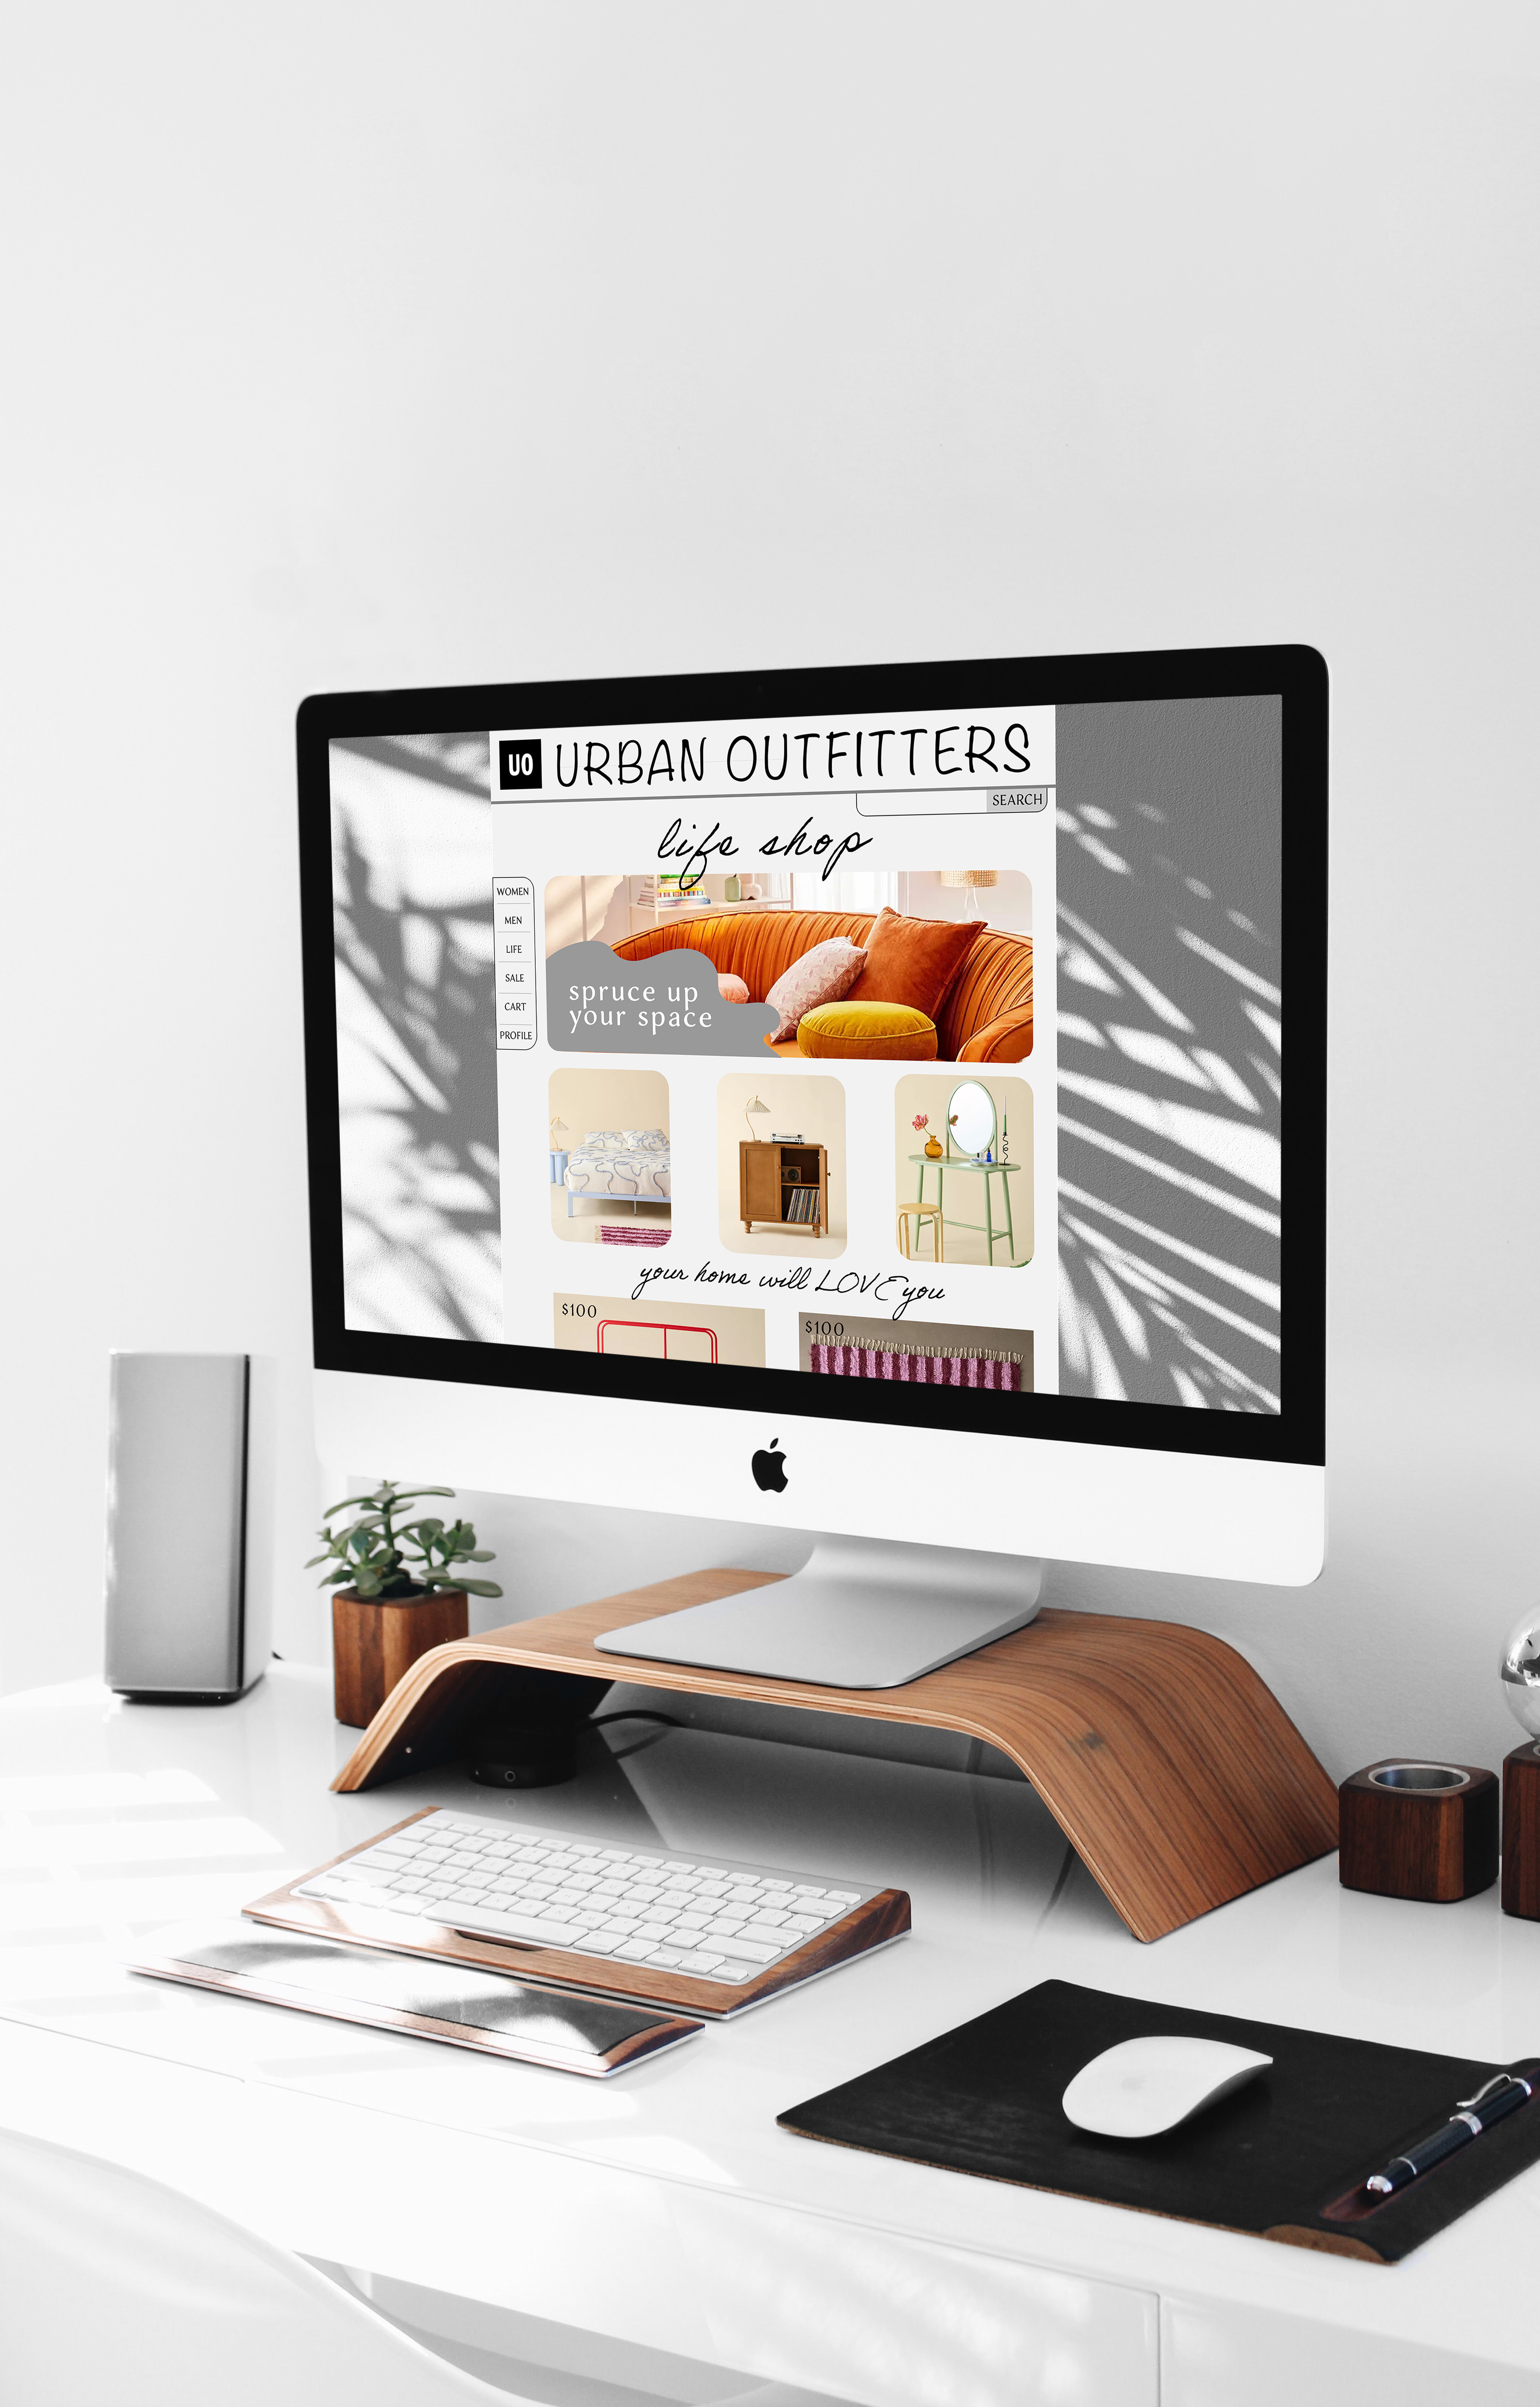 UO URBAN OUTFITTERS
SEARCH
life shop
WOMEN
MEN
LIFE
SALE
CART
PROFILE
spruce up
your space
your home will LOVE you
$100
$100